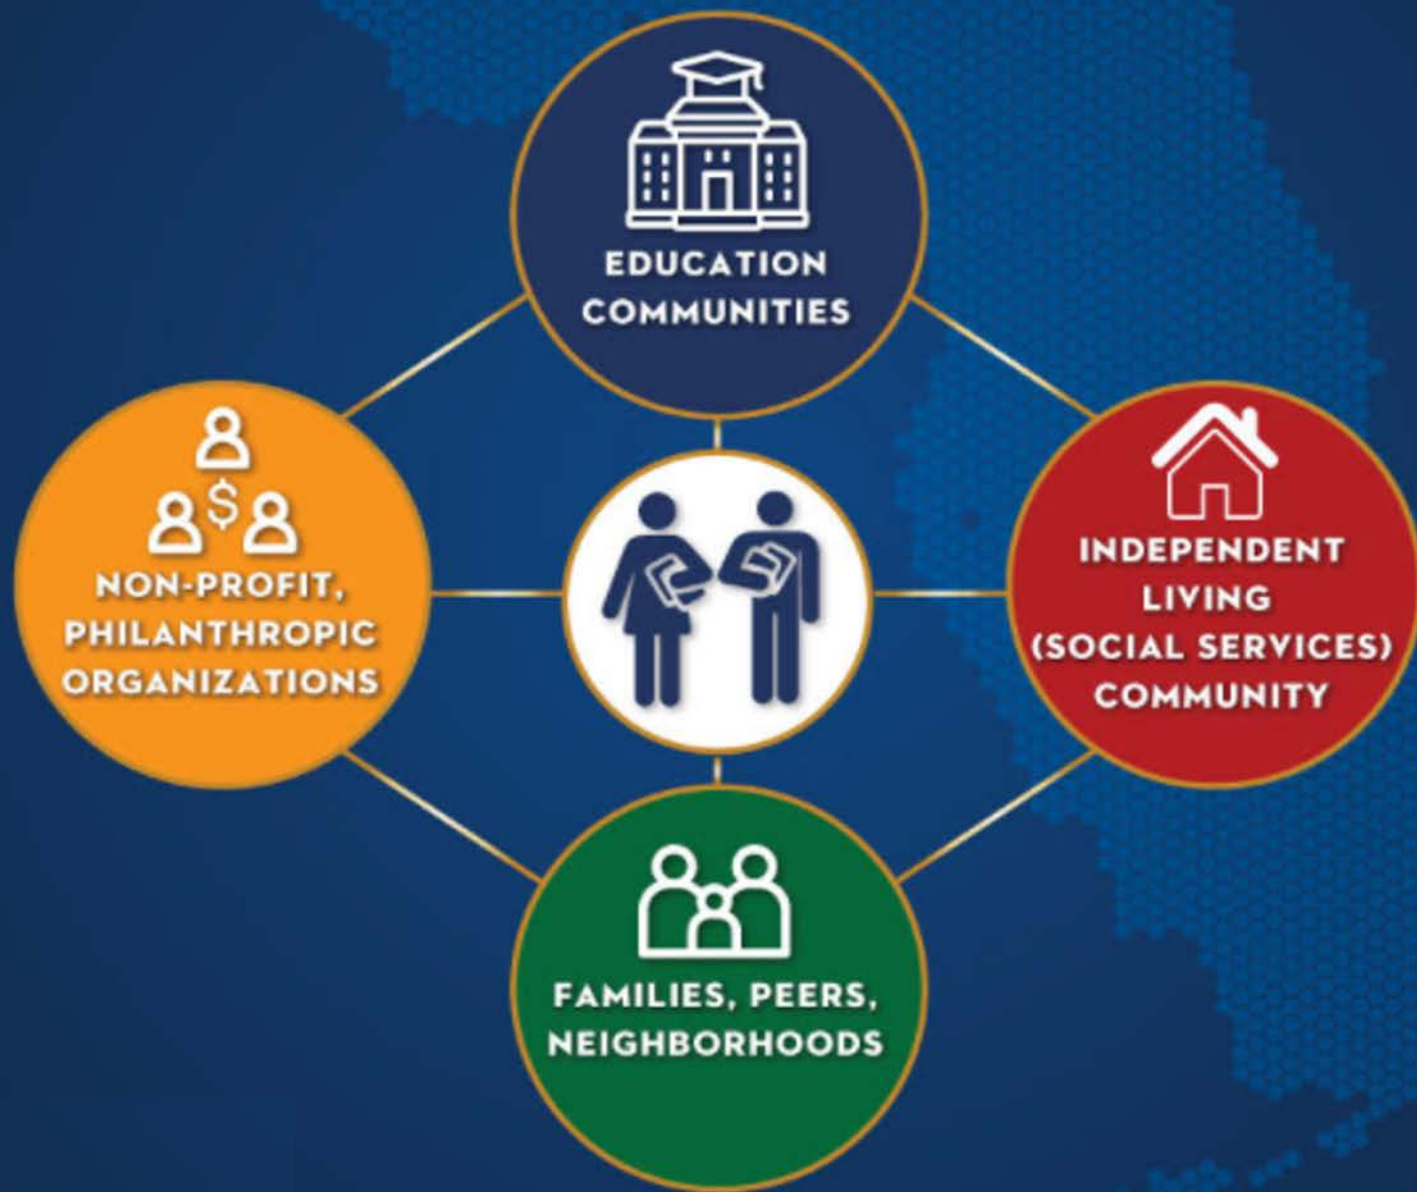 EDUCATION
COMMUNITIES
$
NON-PROFIT,
PHILANTHROPIC
ORGANIZATIONS
INDEPENDENT
LIVING
(SOCIAL SERVICES)
COMMUNITY
FAMILIES, PEERS,
NEIGHBORHOODS